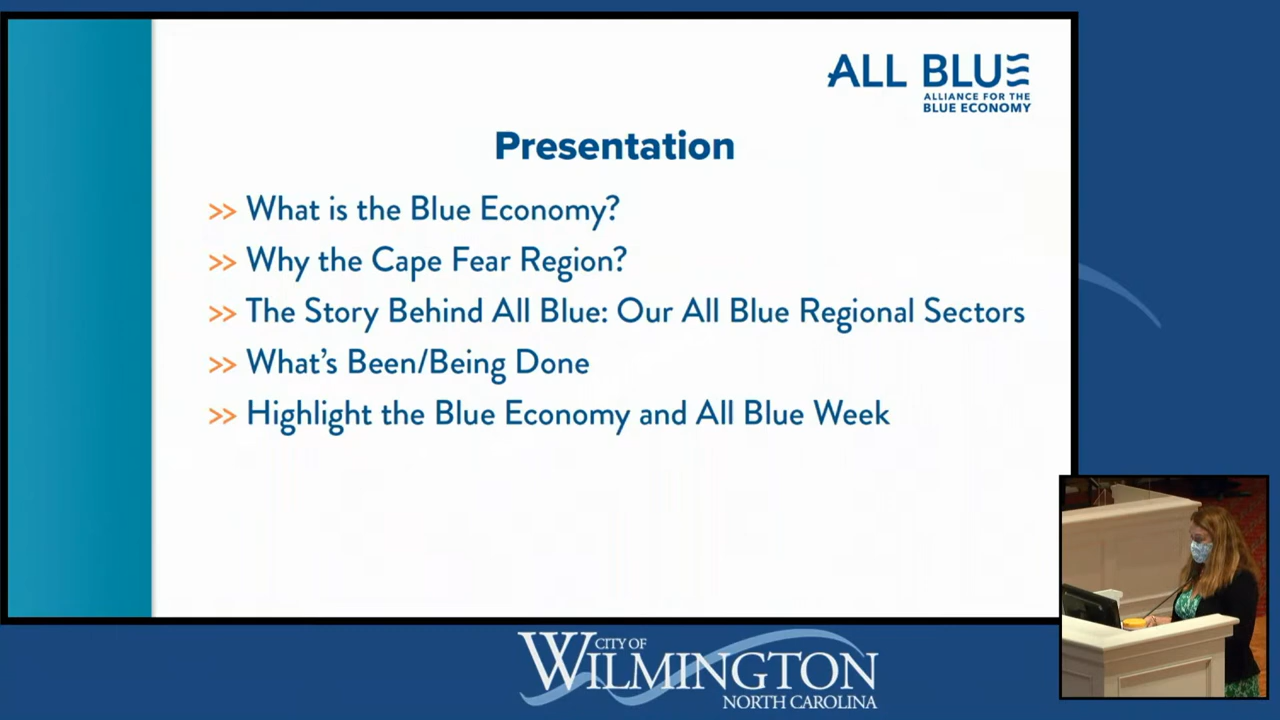 ALL BLUE
ALLIANCE FOR THE
BLUE ECONOMY
Presentation
>> What is the Blue Economy?
>> Why the Cape Fear Region?
>> The Story Behind All Blue: Our All Blue Regional Sectors
>> What's Been/Being Done
>> Highlight the Blue Economy and All Blue Week
CITY OF
WILMINGTON
NORTH CAROLINA